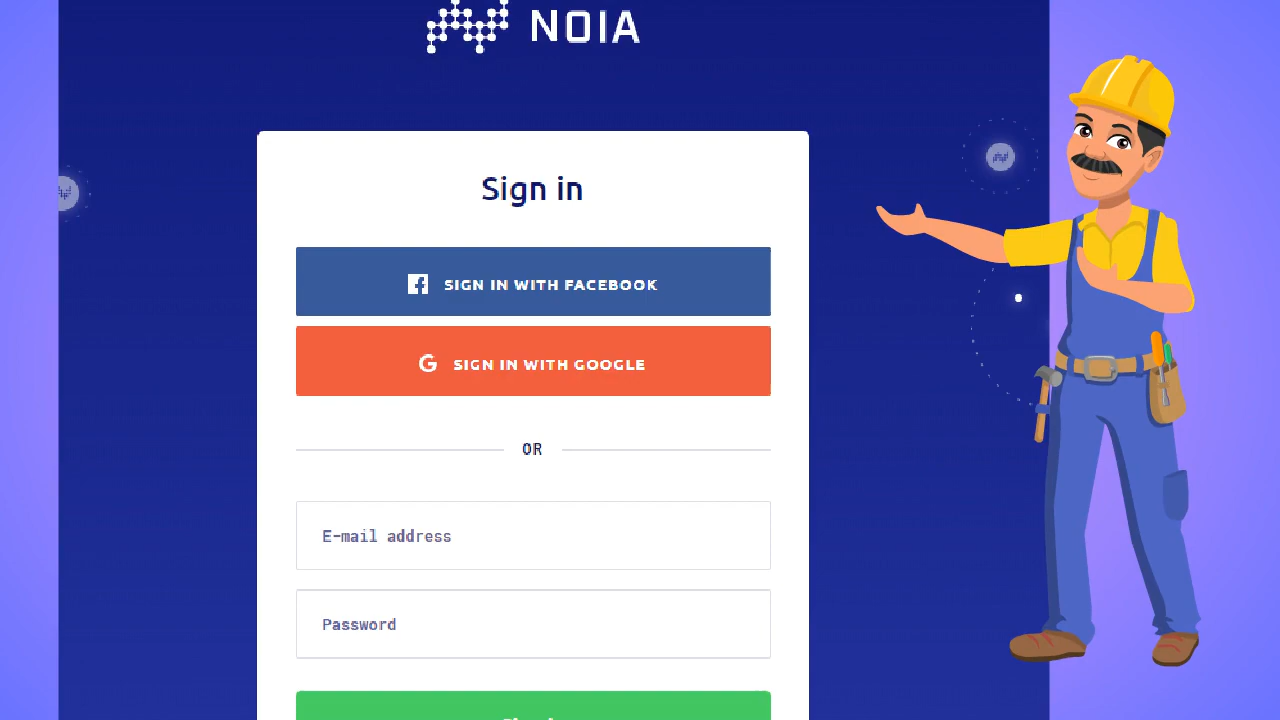 NOIA
Sign in
SIGN IN WITH FACEBOOK
SIGN IN WITH GOOGLE
OR
E-mail address
Password